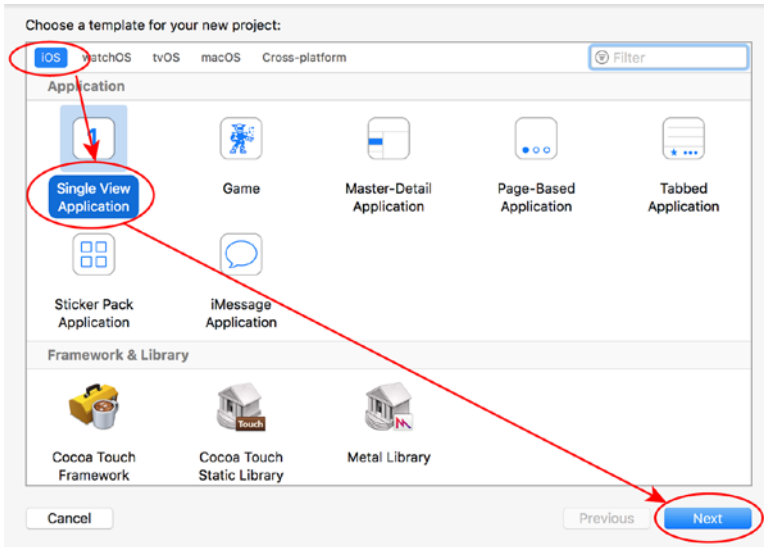 Choose a template for your new project:
iOS watchOS tvOS macOS Cross-platform Filter
Application
1
Single View Application
Game
Master-Detail Application
Page-Based Application
Tabbed Application
Sticker Pack Application
iMessage Application
Framework & Library
Touch
Cocoa Touch Framework
Cocoa Touch Static Library
Metal Library
Cancel Previous Next